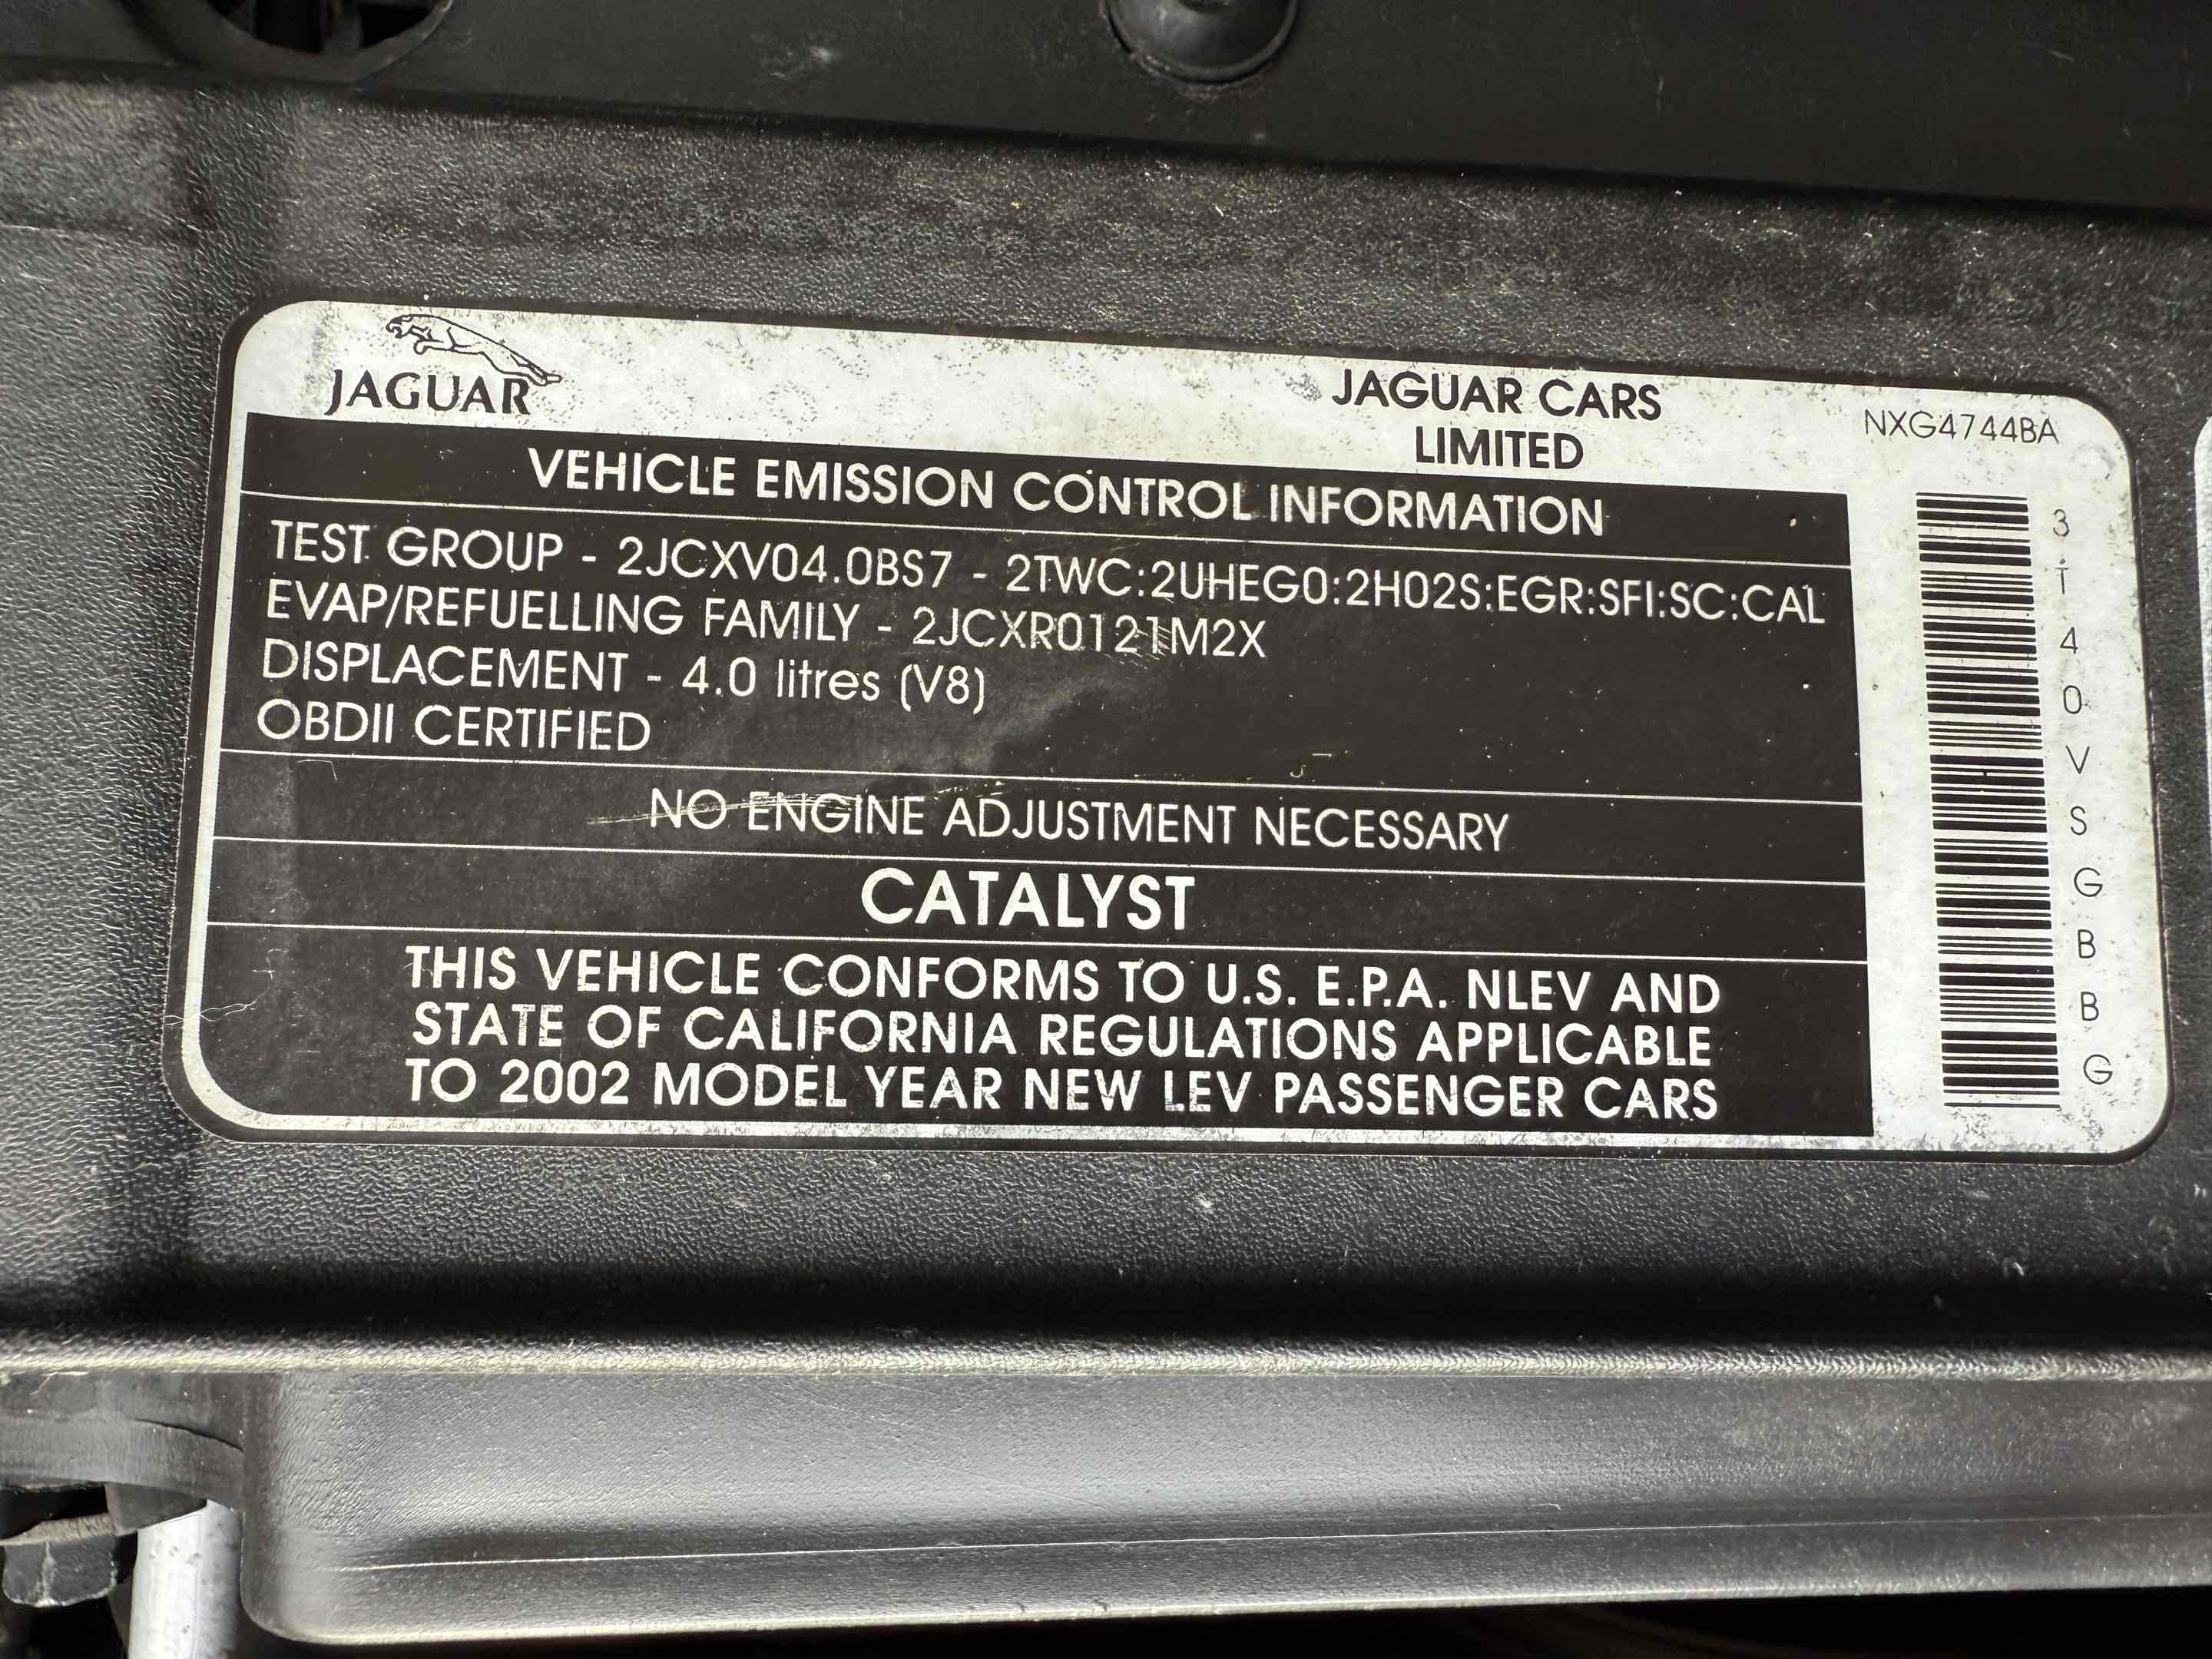 JAGUAR
JAGUAR CARS
LIMITED
NXG4744BA
VEHICLE EMISSION CONTROL INFORMATION
TEST GROUP - 2JCXV04.0BS7 - 2TWC:2UHEGO:2HO2S:EGR:SFI:SC:CAL
EVAP/REFUELLING FAMILY - 2JCXR0121M2X
DISPLACEMENT - 4.0 litres (V8)
OBDII CERTIFIED
NO ENGINE ADJUSTMENT NECESSARY
CATALYST
THIS VEHICLE CONFORMS TO U.S. E.P.A. NLEV AND
STATE OF CALIFORNIA REGULATIONS APPLICABLE
TO 2002 MODEL YEAR NEW LEV PASSENGER CARS
3T40VSGBBG